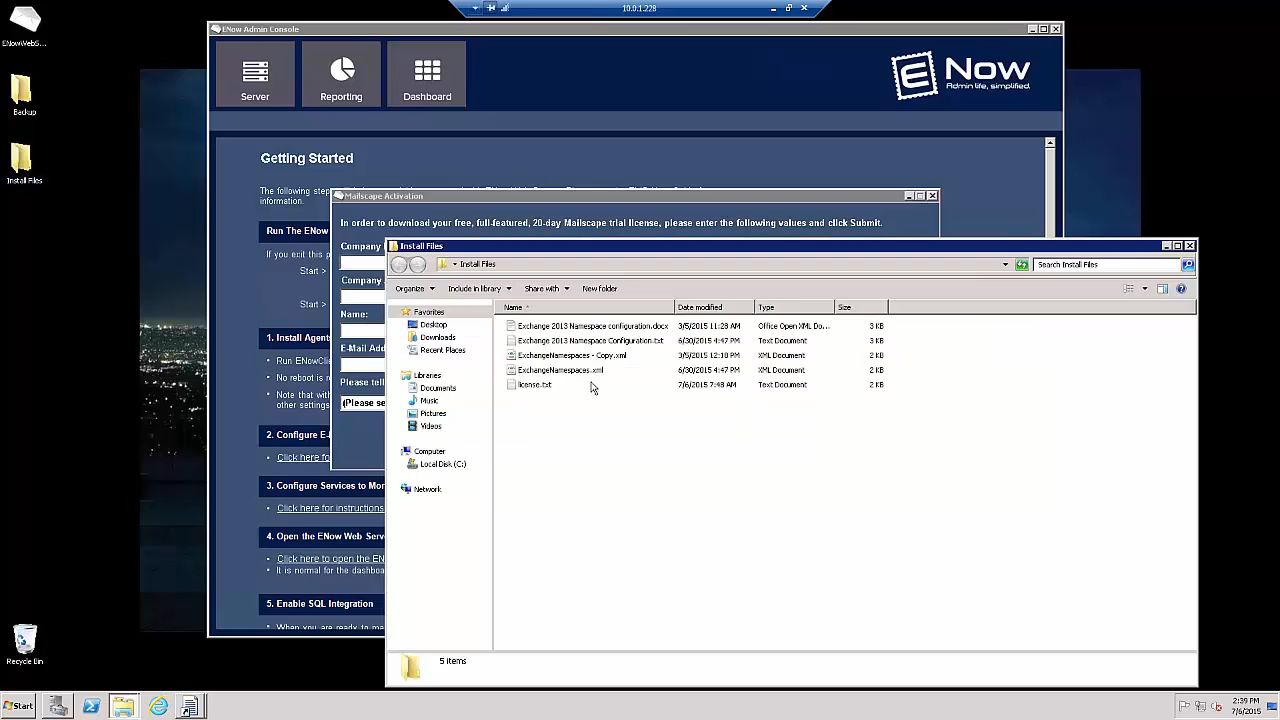 10.0.1.228
ENowWebS...
Backup
Install Files
Recycle Bin
ENow Admin Console
Server
Reporting
Dashboard
E Now
Admin life, simplified.
Getting Started
The following step
information.
Run The ENow
If you exit this p
Start >
Start >
1. Install Agent
Run ENowCli
No reboot is r
Note that with
other settings
2. Configure E-
Click here fo
3. Configure Services to Mon
Click here for instructions
4. Open the ENow Web Serv
Click here to open the EN
It is normal for the dashboa
5. Enable SQL Integration
When you are ready to ma
Mailscape Activation
In order to download your free, full-featured, 20-day Mailscape trial license, please enter the following values and click Submit.
Company
Company
Name:
E-Mail Add
Please tell
(Please se
Install Files
Install Files
Search Install Files
Organize
Include in library
Share with
New folder
Favorites
Desktop
Downloads
Recent Places
Libraries
Documents
Music
Pictures
Videos
Computer
Local Disk (C:)
Network
Name Date modified Type Size
Exchange 2013 Namespace configuration.docx 3/5/2015 11:28 AM Office Open XML Do... 3 KB
Exchange 2013 Namespace Configuration.txt 6/30/2015 4:47 PM Text Document 3 KB
ExchangeNamespaces - Copy.xml 3/5/2015 12:18 PM XML Document 2 KB
ExchangeNamespaces.xml 6/30/2015 4:47 PM XML Document 2 KB
license.txt 7/6/2015 7:48 AM Text Document 2 KB
5 items
Start
2:39 PM
7/6/2015